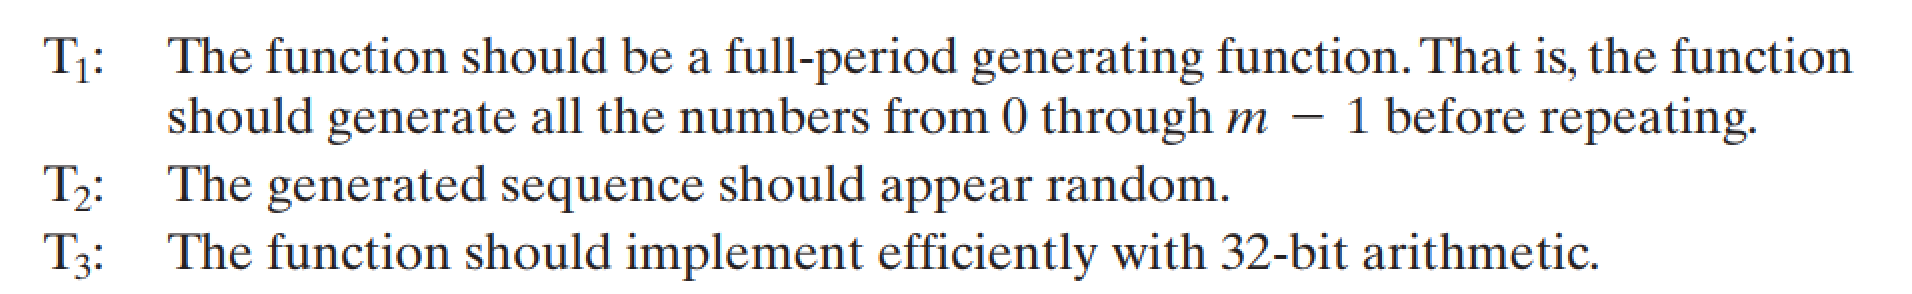 T₁: The function should be a full-period generating function. That is, the function
should generate all the numbers from 0 through m − 1 before repeating.
T₂: The generated sequence should appear random.
T₃: The function should implement efficiently with 32-bit arithmetic.